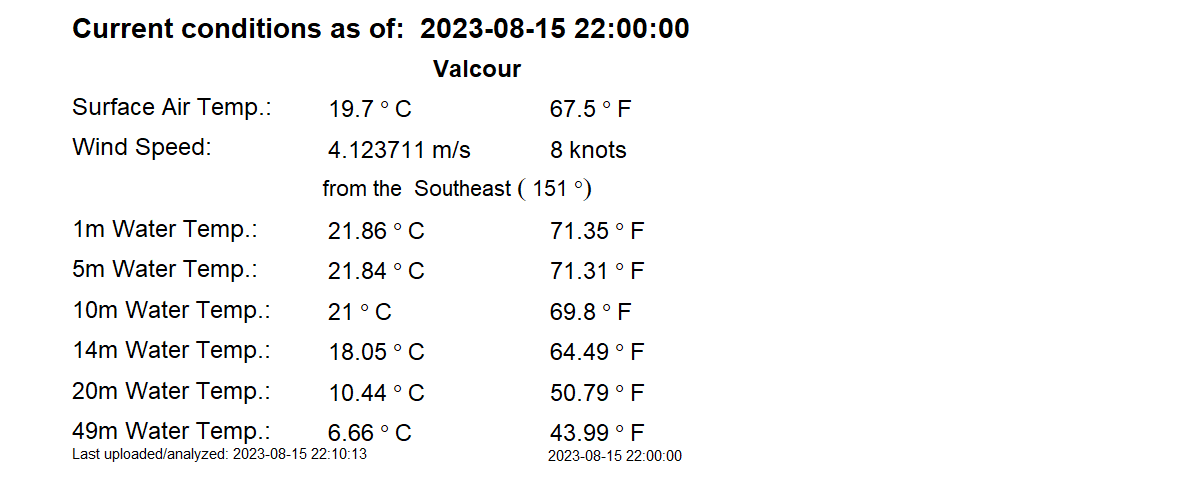 Current conditions as of:  2023-08-15 22:00:00
Valcour
Surface Air Temp.: 19.7 ° C 67.5 ° F
Wind Speed: 4.123711 m/s 8 knots
from the  Southeast ( 151 °)
1m Water Temp.: 21.86 ° C 71.35 ° F
5m Water Temp.: 21.84 ° C 71.31 ° F
10m Water Temp.: 21 ° C 69.8 ° F
14m Water Temp.: 18.05 ° C 64.49 ° F
20m Water Temp.: 10.44 ° C 50.79 ° F
49m Water Temp.: 6.66 ° C 43.99 ° F
Last uploaded/analyzed: 2023-08-15 22:10:13 2023-08-15 22:00:00